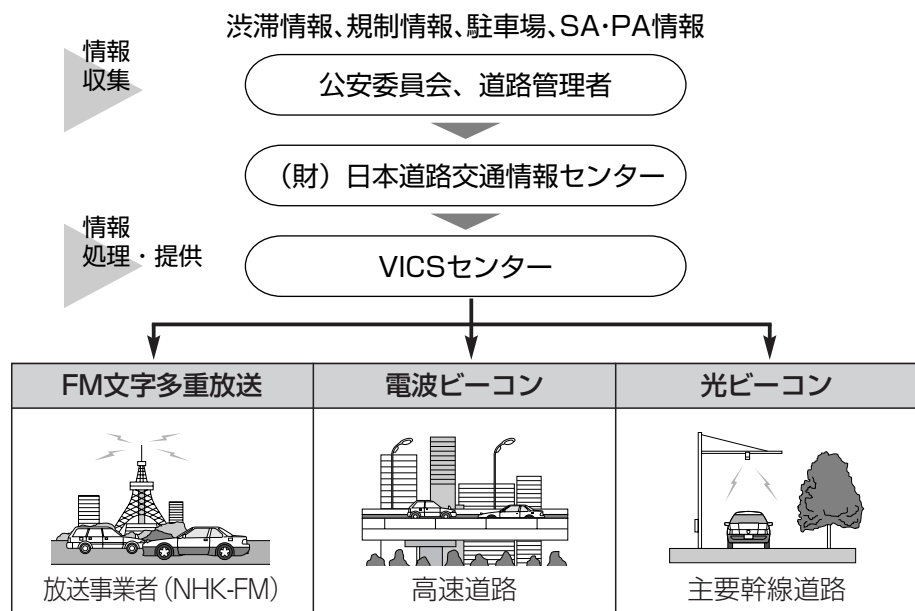 渋滞情報、規制情報、駐車場、SA・PA情報
情報
収集
公安委員会、道路管理者
（財）日本道路交通情報センター
情報
処理・提供
VICSセンター
FM文字多重放送
電波ビーコン
光ビーコン
放送事業者(NHK-FM)
高速道路
主要幹線道路